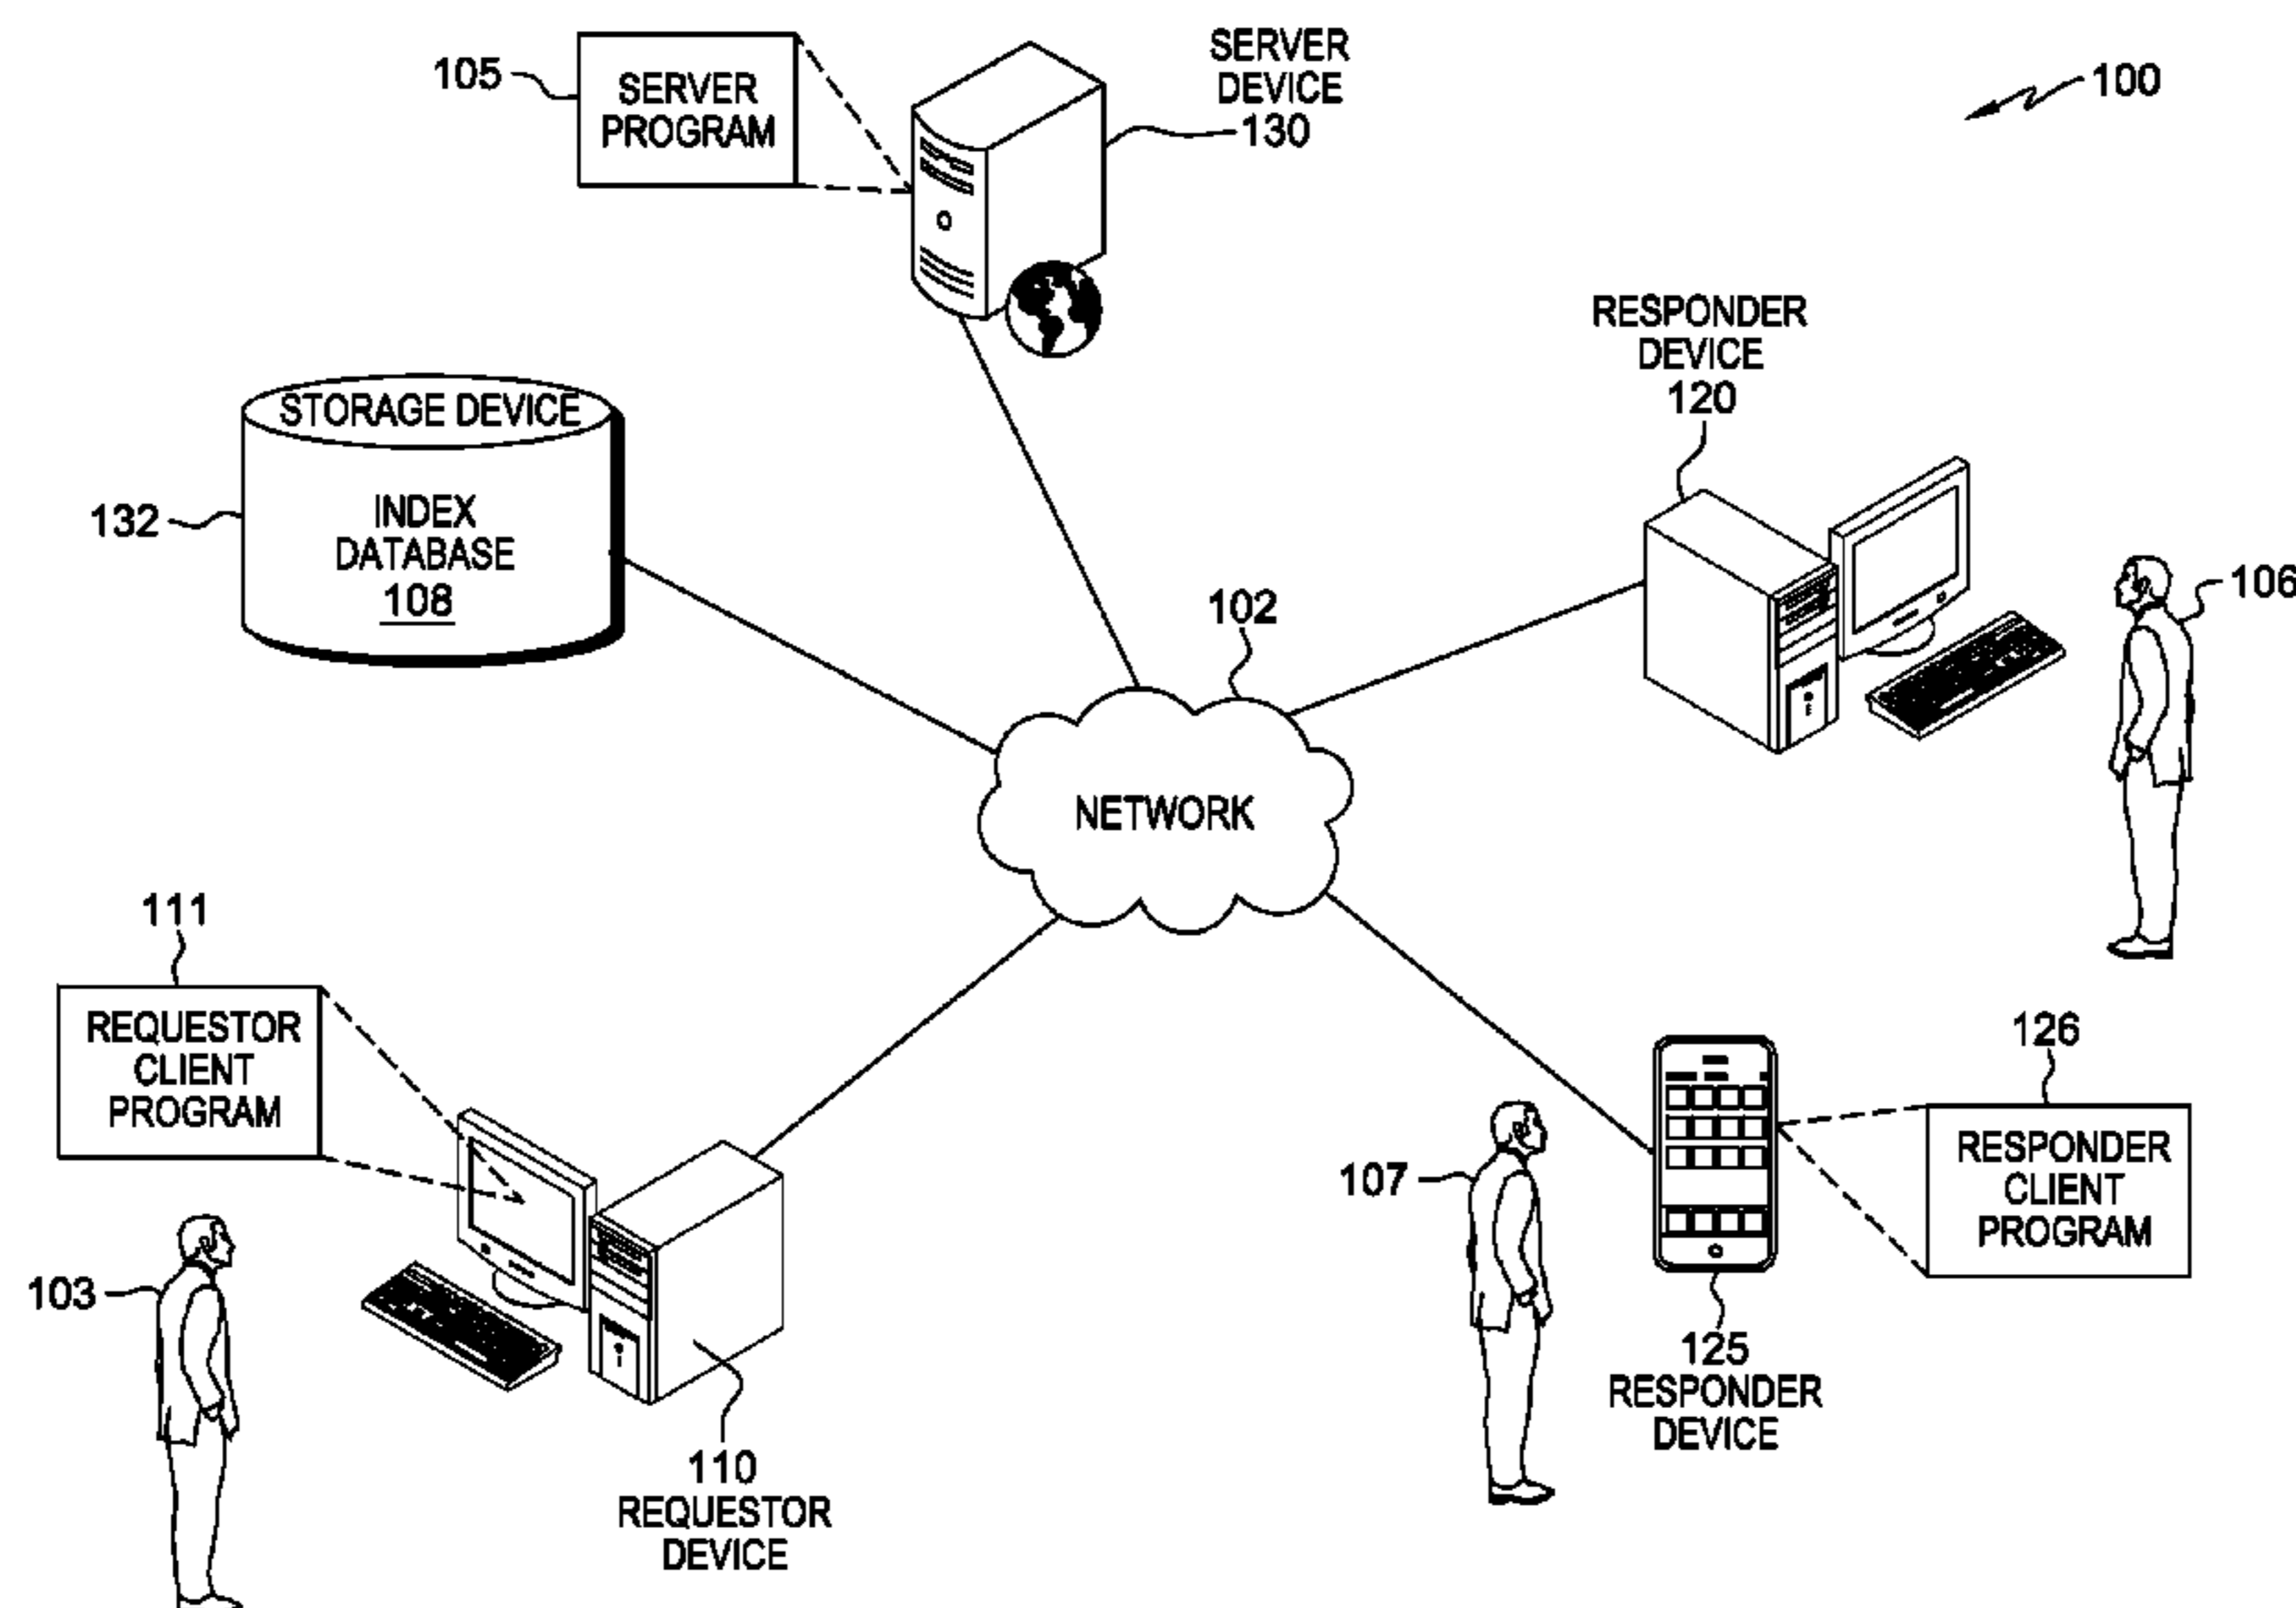 105
SERVER
PROGRAM
SERVER
DEVICE
130
100
RESPONDER
DEVICE
120
STORAGE DEVICE
132
INDEX
DATABASE
108
102
106
NETWORK
111
REQUESTOR
CLIENT
PROGRAM
126
RESPONDER
CLIENT
PROGRAM
107
103
125
RESPONDER
DEVICE
110
REQUESTOR
DEVICE